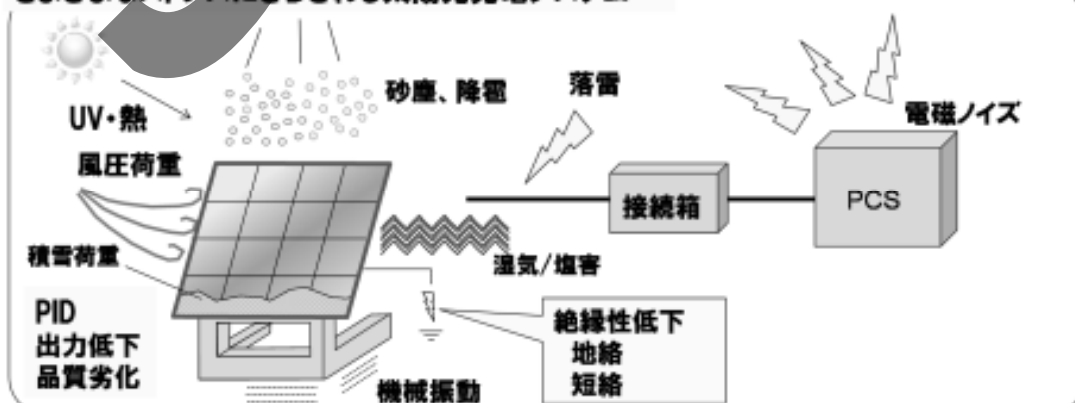 UV・熱
砂塵、降雹
落雷
電磁ノイズ
風圧荷重
接続箱
PCS
積雪荷重
湿気/塩害
PID
出力低下
品質劣化
絶縁性低下
地絡
短絡
機械振動